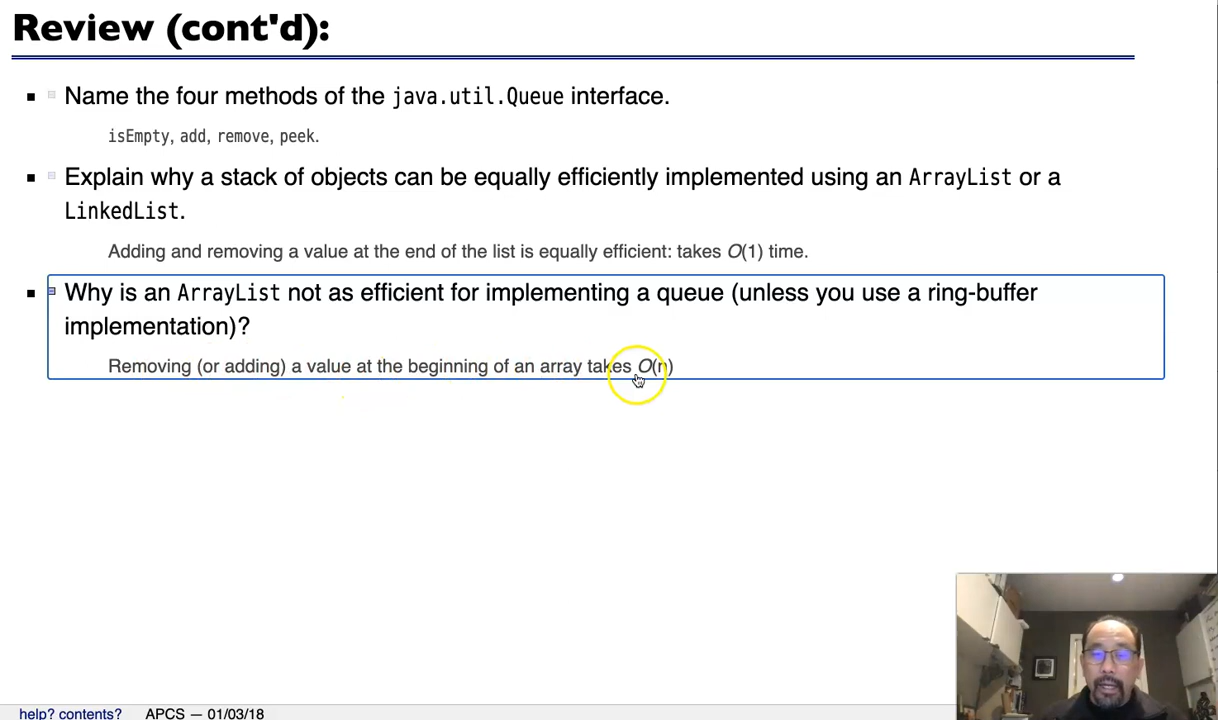 Review (cont'd):
Name the four methods of the java.util.Queue interface.
isEmpty, add, remove, peek.
Explain why a stack of objects can be equally efficiently implemented using an ArrayList or a
LinkedList.
Adding and removing a value at the end of the list is equally efficient: takes O(1) time.
Why is an ArrayList not as efficient for implementing a queue (unless you use a ring-buffer
implementation)?
Removing (or adding) a value at the beginning of an array takes O(n)
help? contents? APCS — 01/03/18